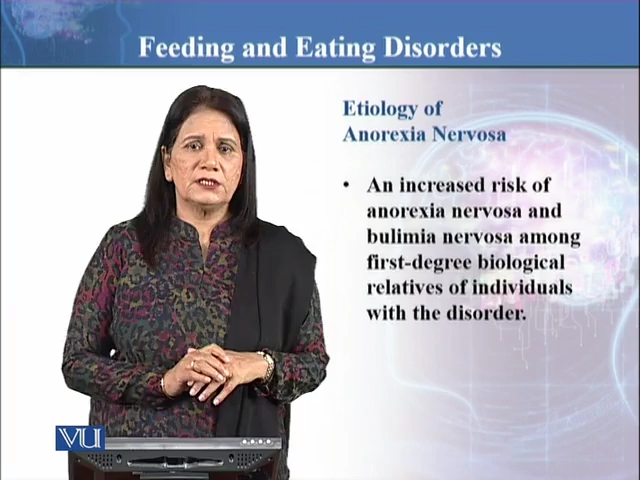 Feeding and Eating Disorders
Etiology of
Anorexia Nervosa
• An increased risk of
anorexia nervosa and
bulimia nervosa among
first-degree biological
relatives of individuals
with the disorder.
VU